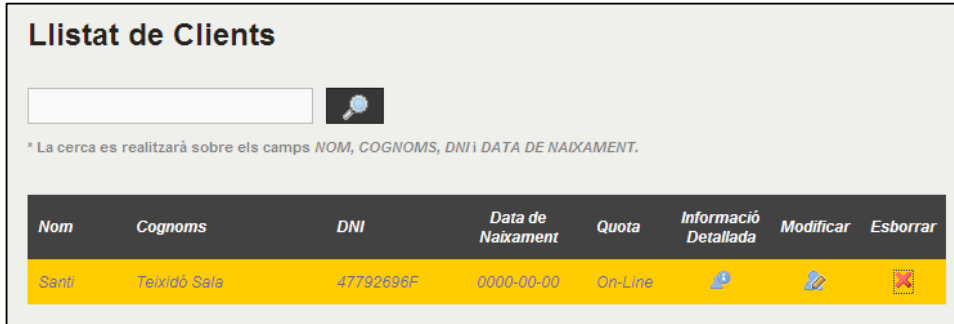 Llistat de Clients
* La cerca es realitzarà sobre els camps NOM, COGNOMS, DNI i DATA DE NAIXAMENT.
Nom Cognoms DNI Data de Naixament Quota Informació Detallada Modificar Esborrar
Santi Teixidó Sala 47792696F 0000-00-00 On-Line